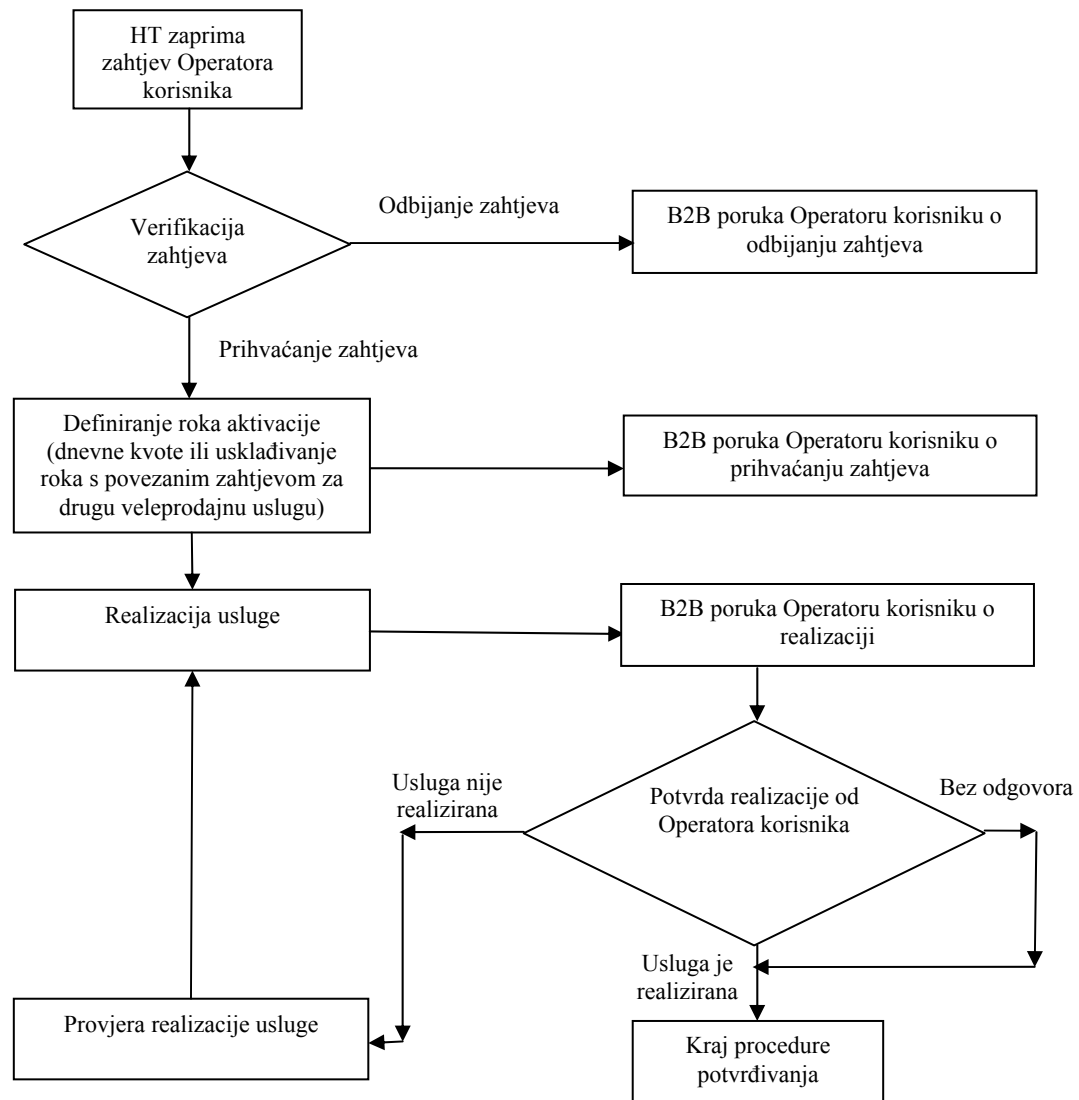 HT zaprima
zahtjev Operatora
korisnika
Verifikacija
zahtjeva
Odbijanje zahtjeva
B2B poruka Operatoru korisniku o
odbijanju zahtjeva
Prihvaćanje zahtjeva
Definiranje roka aktivacije
(dnevne kvote ili usklađivanje
roka s povezanim zahtjevom za
drugu veleprodajnu uslugu)
B2B poruka Operatoru korisniku o
prihvaćanju zahtjeva
Realizacija usluge
B2B poruka Operatoru korisniku o
realizaciji
Usluga nije
realizirana
Potvrda realizacije od
Operatora korisnika
Bez odgovora
Usluga je
realizirana
Provjera realizacije usluge
Kraj procedure
potvrđivanja